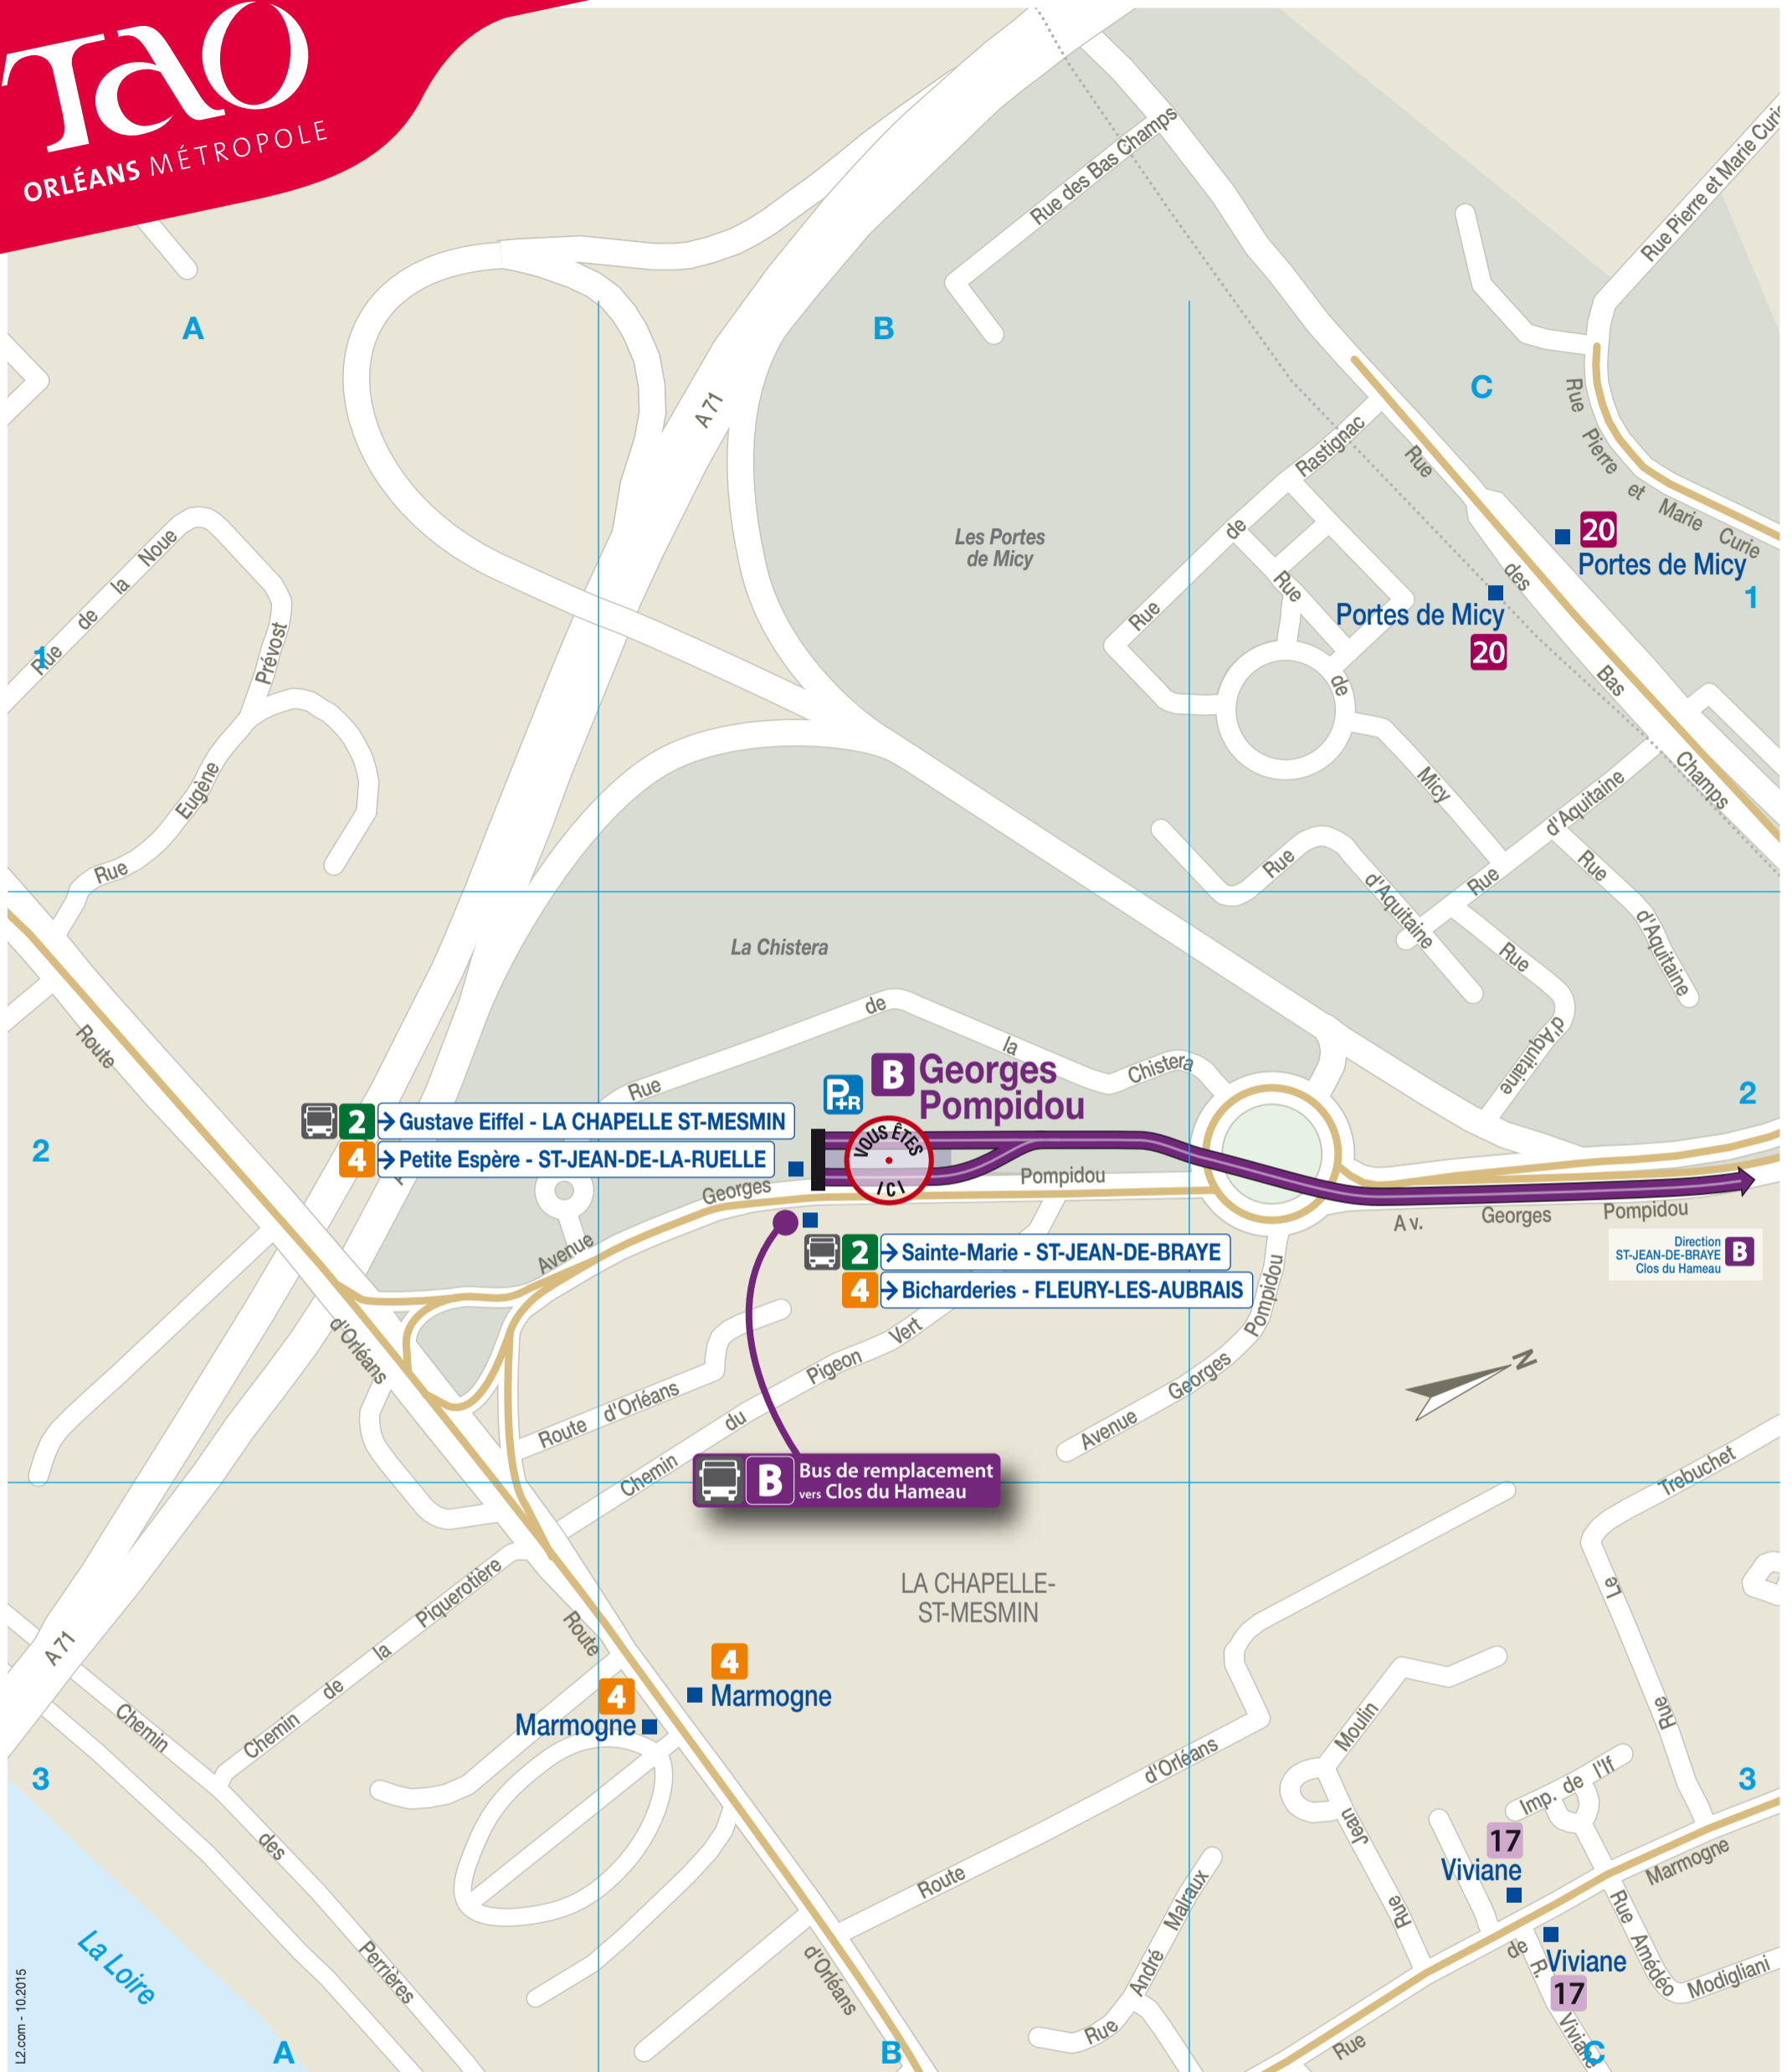 TAO
ORLÉANS MÉTROPOLE
A
B
C
Rue des Bas Champs
Rue Pierre et Marie Curie
Rue Pierre et Marie Curie
A 71
Les Portes
de Micy
Rue de Rastignac
Rue de Micy
Rue des Bas Champs
20
Portes de Micy
Portes de Micy
20
1
1
Rue de la Noue
Rue Eugène Prévost
Rue d'Aquitaine
Rue d'Aquitaine
Rue d'Aquitaine
Rue d'Aquitaine
La Chistera
Rue de la Chistera
Route d'Orléans
P+R
B
Georges
Pompidou
2
2
2
Gustave Eiffel - LA CHAPELLE ST-MESMIN
4
Petite Espère - ST-JEAN-DE-LA-RUELLE
VOUS ÊTES
ICI
Avenue Georges Pompidou
Av. Georges Pompidou
2
Sainte-Marie - ST-JEAN-DE-BRAYE
4
Bicharderies - FLEURY-LES-AUBRAIS
Direction
ST-JEAN-DE-BRAYE
Clos du Hameau
B
Avenue Georges Pompidou
N
Route d'Orléans
Chemin du Pigeon Vert
B
Bus de remplacement
vers Clos du Hameau
Rue Le Trebuchet
LA CHAPELLE-
ST-MESMIN
A 71
Chemin de la Piquerotière
Route d'Orléans
4
Marmogne
4
Marmogne
Chemin des Perrières
3
3
Route d'Orléans
Rue Jean Moulin
Imp. de l'If
17
Viviane
Viviane
17
Rue de Marmogne
Rue Amédéo Modigliani
R. Viviane
Rue André Malraux
La Loire
L2.com - 10.2015
A
B
C